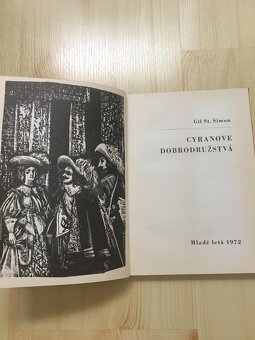 Gil St. Simon
CYRANOVE
DOBRODRUŽSTVÁ
Mladé letá 1972